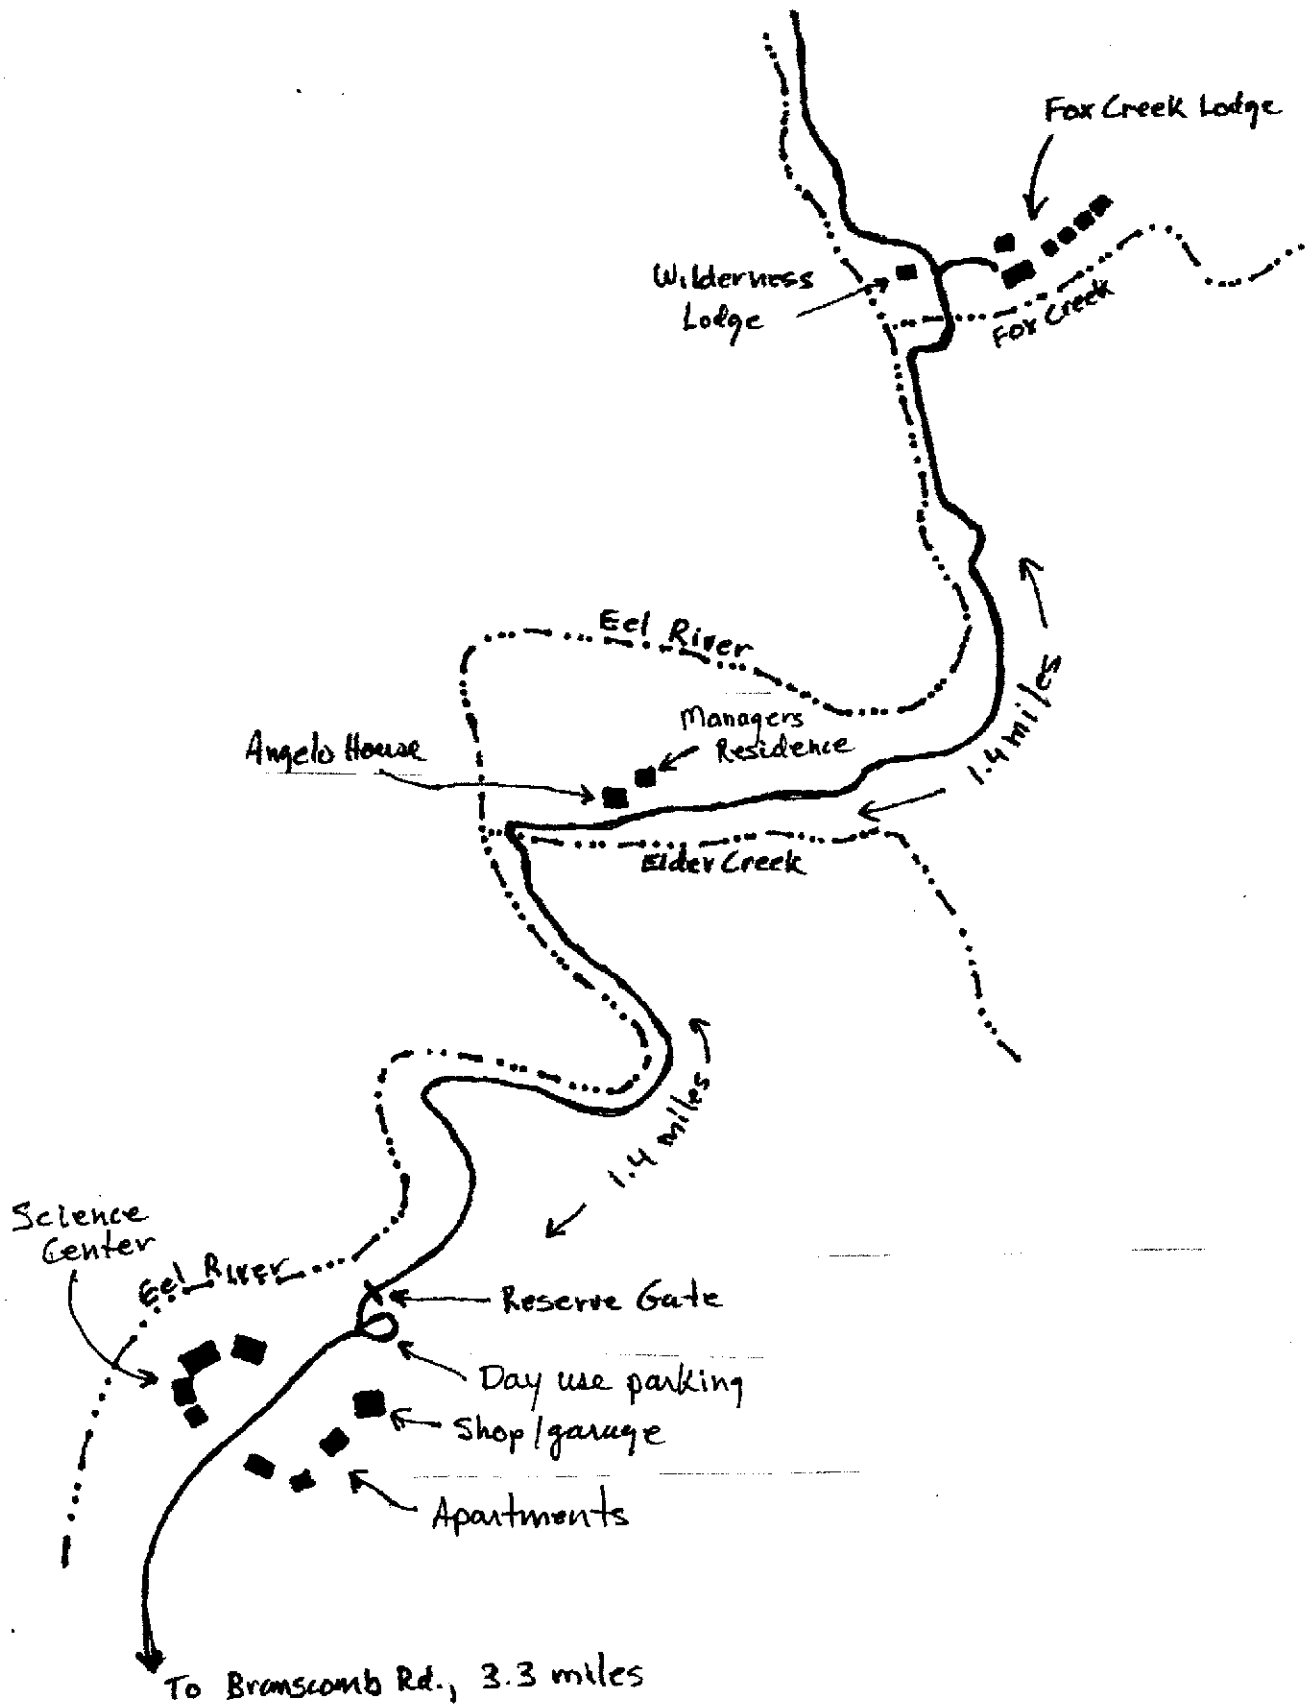 Fox Creek Lodge
Wilderness
Lodge
Fox Creek
Eel River
Managers
Residence
Angelo House
1.4 miles
Elder Creek
1.4 miles
Science
Center
Eel River
Reserve Gate
Day use parking
Shop/garage
Apartments
To Branscomb Rd., 3.3 miles